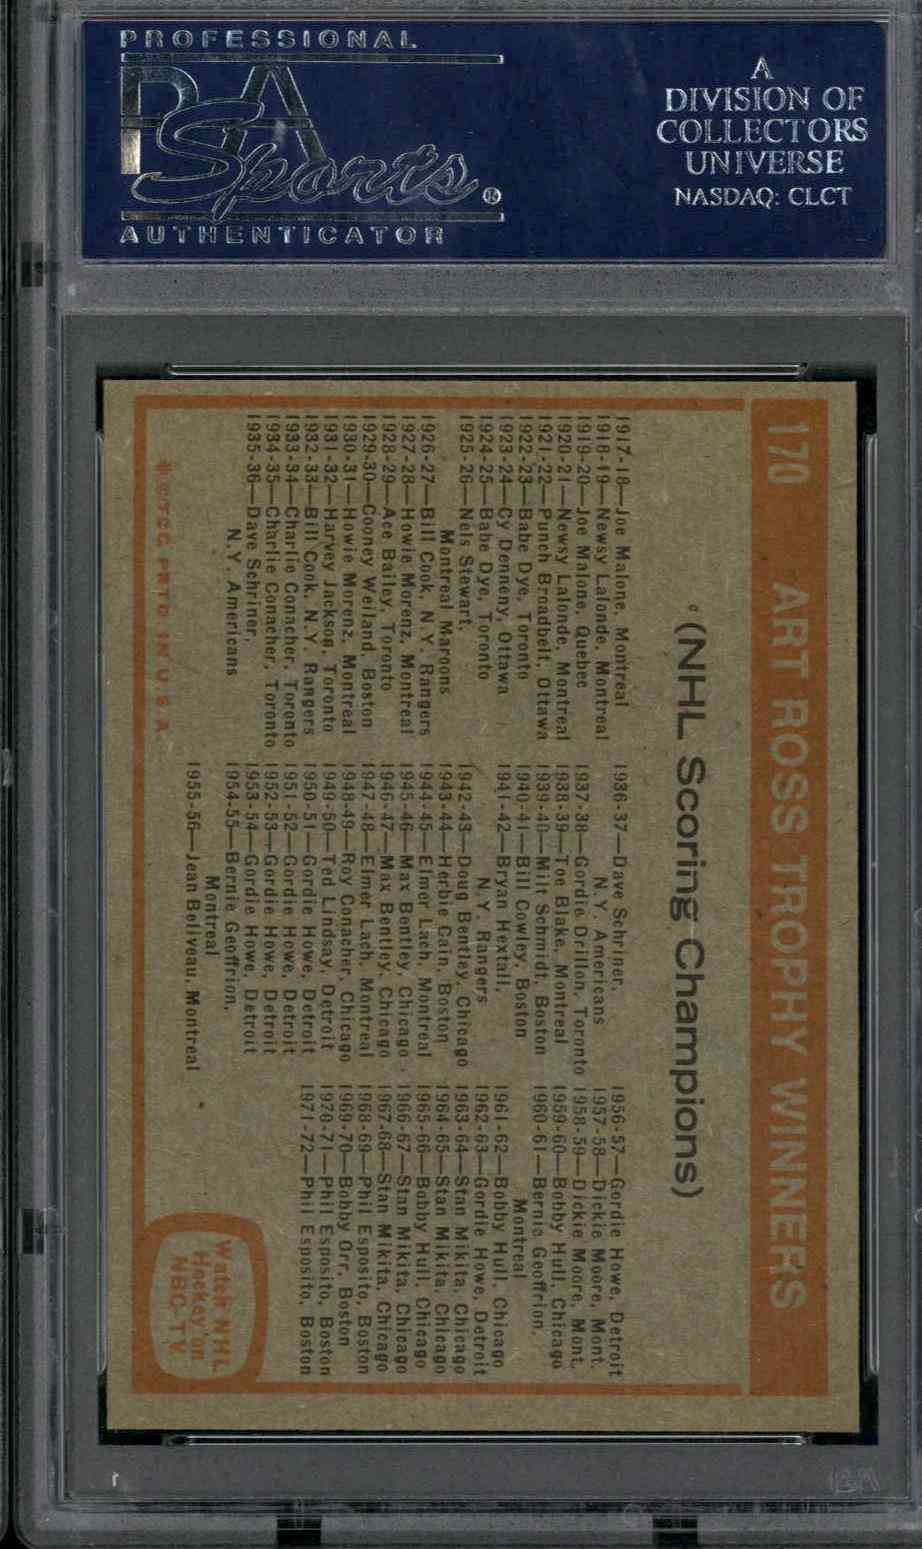 PROFESSIONAL
PSA
Sports®
AUTHENTICATOR
A
DIVISION OF
COLLECTORS
UNIVERSE
NASDAQ: CLCT
170 ART ROSS TROPHY WINNERS
(NHL Scoring Champions)
1917-18—Joe Malone, Montreal
1918-19—Newsy Lalonde, Montreal
1919-20—Joe Malone, Quebec
1920-21—Newsy Lalonde, Montreal
1921-22—Punch Broadbelt, Ottawa
1922-23—Babe Dye, Toronto
1923-24—Cy Denneny, Ottawa
1924-25—Babe Dye, Toronto
1925-26—Nels Stewart,
Montreal Maroons
1926-27—Bill Cook, N.Y. Rangers
1927-28—Howie Morenz, Montreal
1928-29—Ace Bailey, Toronto
1929-30—Cooney Weiland, Boston
1930-31—Howie Morenz, Montreal
1931-32—Harvey Jackson, Toronto
1932-33—Bill Cook, N.Y. Rangers
1933-34—Charlie Conacher, Toronto
1934-35—Charlie Conacher, Toronto
1935-36—Dave Schriner,
N.Y. Americans
1936-37—Dave Schriner,
N.Y. Americans
1937-38—Gordie Drillon, Toronto
1938-39—Toe Blake, Montreal
1939-40—Milt Schmidt, Boston
1940-41—Bill Cowley, Boston
1941-42—Bryan Hextall,
N.Y. Rangers
1942-43—Doug Bentley, Chicago
1943-44—Herbie Cain, Boston
1944-45—Elmer Lach, Montreal
1945-46—Max Bentley, Chicago
1946-47—Max Bentley, Chicago
1947-48—Elmer Lach, Montreal
1948-49—Roy Conacher, Chicago
1949-50—Ted Lindsay, Detroit
1950-51—Gordie Howe, Detroit
1951-52—Gordie Howe, Detroit
1952-53—Gordie Howe, Detroit
1953-54—Gordie Howe, Detroit
1954-55—Bernie Geoffrion,
Montreal
1955-56—Jean Beliveau, Montreal
1956-57—Gordie Howe, Detroit
1957-58—Dickie Moore, Mont.
1958-59—Dickie Moore, Mont.
1959-60—Bobby Hull, Chicago
1960-61—Bernie Geoffrion,
Montreal
1961-62—Bobby Hull, Chicago
1962-63—Gordie Howe, Detroit
1963-64—Stan Mikita, Chicago
1964-65—Stan Mikita, Chicago
1965-66—Bobby Hull, Chicago
1966-67—Stan Mikita, Chicago
1967-68—Stan Mikita, Chicago
1968-69—Phil Esposito, Boston
1969-70—Bobby Orr, Boston
1970-71—Phil Esposito, Boston
1971-72—Phil Esposito, Boston
T.C.G. PRTD. IN U.S.A.
Watch NHL
Hockey on
NBC-TV